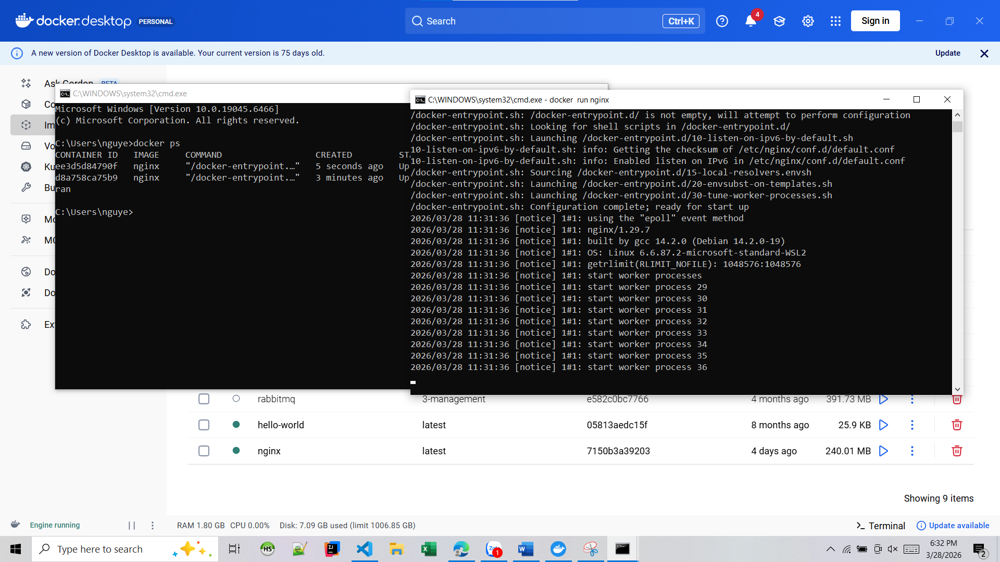 docker.desktop PERSONAL
Search
Ctrl+K
4
Sign in
A new version of Docker Desktop is available. Your current version is 75 days old.
Update
Ask Gordon BETA
Co
Im
Vo
Ku
Bu
Mo
MC
Do
Do
Ex
C:\WINDOWS\system32\cmd.exe
Microsoft Windows [Version 10.0.19045.6466]
(c) Microsoft Corporation. All rights reserved.
C:\Users\nguye>docker ps
CONTAINER ID   IMAGE     COMMAND                  CREATED         STA
ee3d5d84790f   nginx     "/docker-entrypoint.…"   5 seconds ago   Up
d8a758ca75b9   nginx     "/docker-entrypoint.…"   3 minutes ago   Up
ran
C:\Users\nguye>
C:\WINDOWS\system32\cmd.exe - docker  run nginx
/docker-entrypoint.sh: /docker-entrypoint.d/ is not empty, will attempt to perform configuration
/docker-entrypoint.sh: Looking for shell scripts in /docker-entrypoint.d/
/docker-entrypoint.sh: Launching /docker-entrypoint.d/10-listen-on-ipv6-by-default.sh
10-listen-on-ipv6-by-default.sh: info: Getting the checksum of /etc/nginx/conf.d/default.conf
10-listen-on-ipv6-by-default.sh: info: Enabled listen on IPv6 in /etc/nginx/conf.d/default.conf
/docker-entrypoint.sh: Sourcing /docker-entrypoint.d/15-local-resolvers.envsh
/docker-entrypoint.sh: Launching /docker-entrypoint.d/20-envsubst-on-templates.sh
/docker-entrypoint.sh: Launching /docker-entrypoint.d/30-tune-worker-processes.sh
/docker-entrypoint.sh: Configuration complete; ready for start up
2026/03/28 11:31:36 [notice] 1#1: using the "epoll" event method
2026/03/28 11:31:36 [notice] 1#1: nginx/1.29.7
2026/03/28 11:31:36 [notice] 1#1: built by gcc 14.2.0 (Debian 14.2.0-19)
2026/03/28 11:31:36 [notice] 1#1: OS: Linux 6.6.87.2-microsoft-standard-WSL2
2026/03/28 11:31:36 [notice] 1#1: getrlimit(RLIMIT_NOFILE): 1048576:1048576
2026/03/28 11:31:36 [notice] 1#1: start worker processes
2026/03/28 11:31:36 [notice] 1#1: start worker process 29
2026/03/28 11:31:36 [notice] 1#1: start worker process 30
2026/03/28 11:31:36 [notice] 1#1: start worker process 31
2026/03/28 11:31:36 [notice] 1#1: start worker process 32
2026/03/28 11:31:36 [notice] 1#1: start worker process 33
2026/03/28 11:31:36 [notice] 1#1: start worker process 34
2026/03/28 11:31:36 [notice] 1#1: start worker process 35
2026/03/28 11:31:36 [notice] 1#1: start worker process 36
rabbitmq 3-management e582c0bc7766 4 months ago 391.73 MB
hello-world latest 05813aedc15f 8 months ago 25.9 KB
nginx latest 7150b3a39203 4 days ago 240.01 MB
Showing 9 items
Engine running
RAM 1.80 GB CPU 0.00% Disk: 7.09 GB used (limit 1006.85 GB)
Terminal
Update available
Type here to search
HS
1
6:32 PM
3/28/2026
2